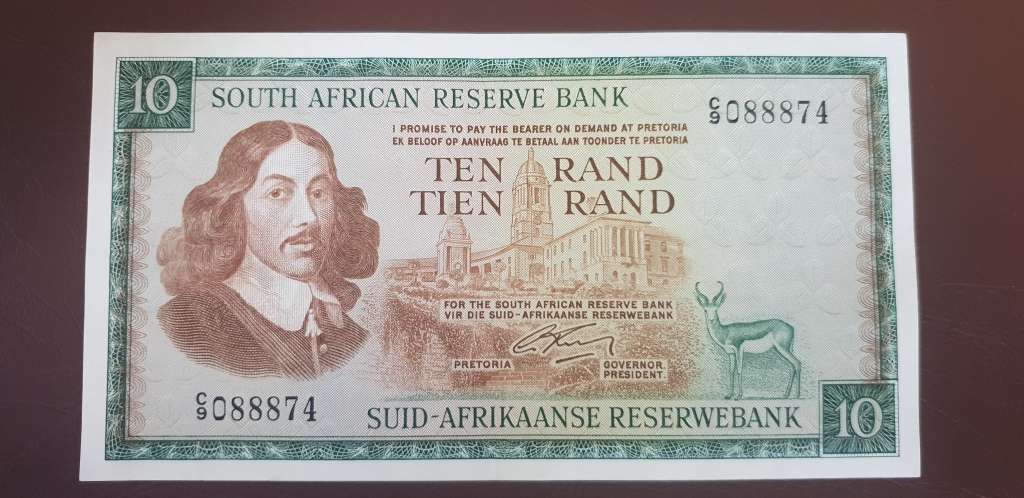 10
SOUTH AFRICAN RESERVE BANK
C/9 088874
I PROMISE TO PAY THE BEARER ON DEMAND AT PRETORIA
EK BELOOF OP AANVRAAG TE BETAAL AAN TOONDER TE PRETORIA
TEN RAND
TIEN RAND
FOR THE SOUTH AFRICAN RESERVE BANK
VIR DIE SUID-AFRIKAANSE RESERWEBANK
PRETORIA
GOVERNOR.
PRESIDENT.
C/9 088874
SUID-AFRIKAANSE RESERWEBANK
10